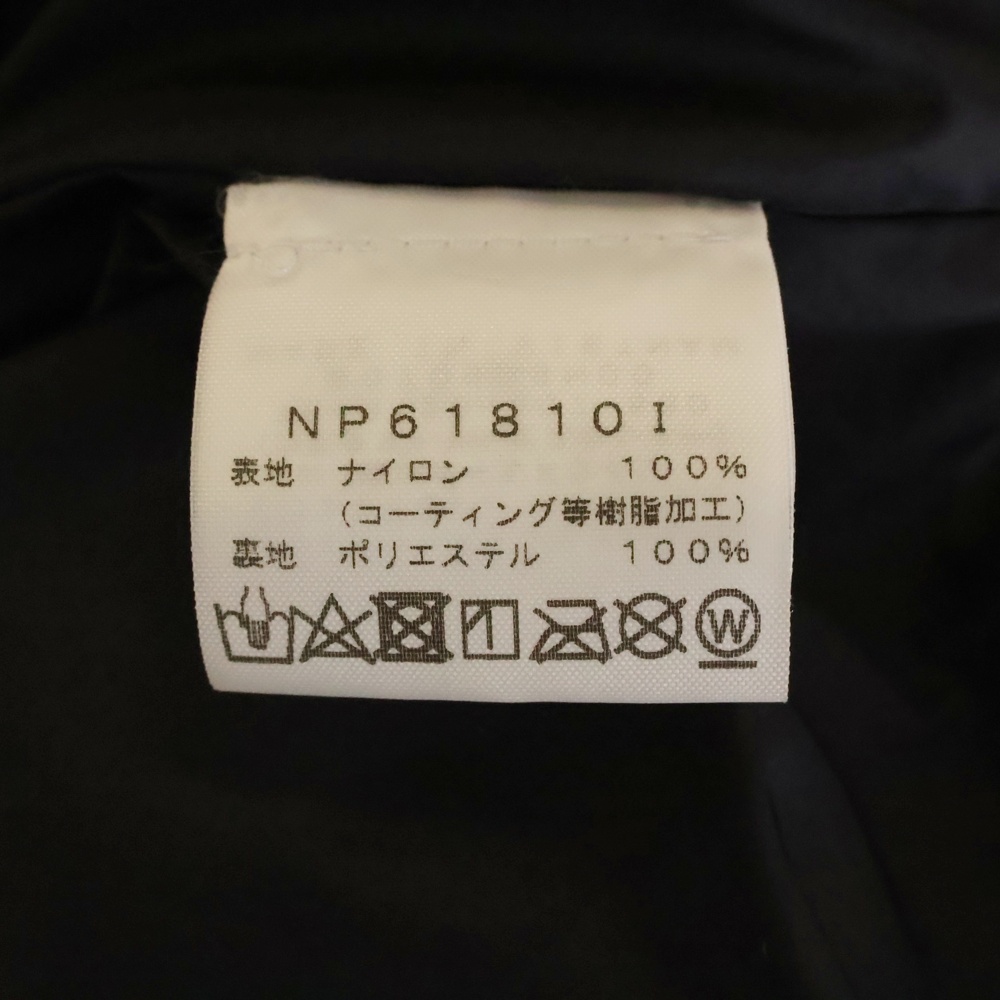 NP61810I
表地 ナイロン 100%
(コーティング等樹脂加工)
裏地 ポリエステル 100%
W